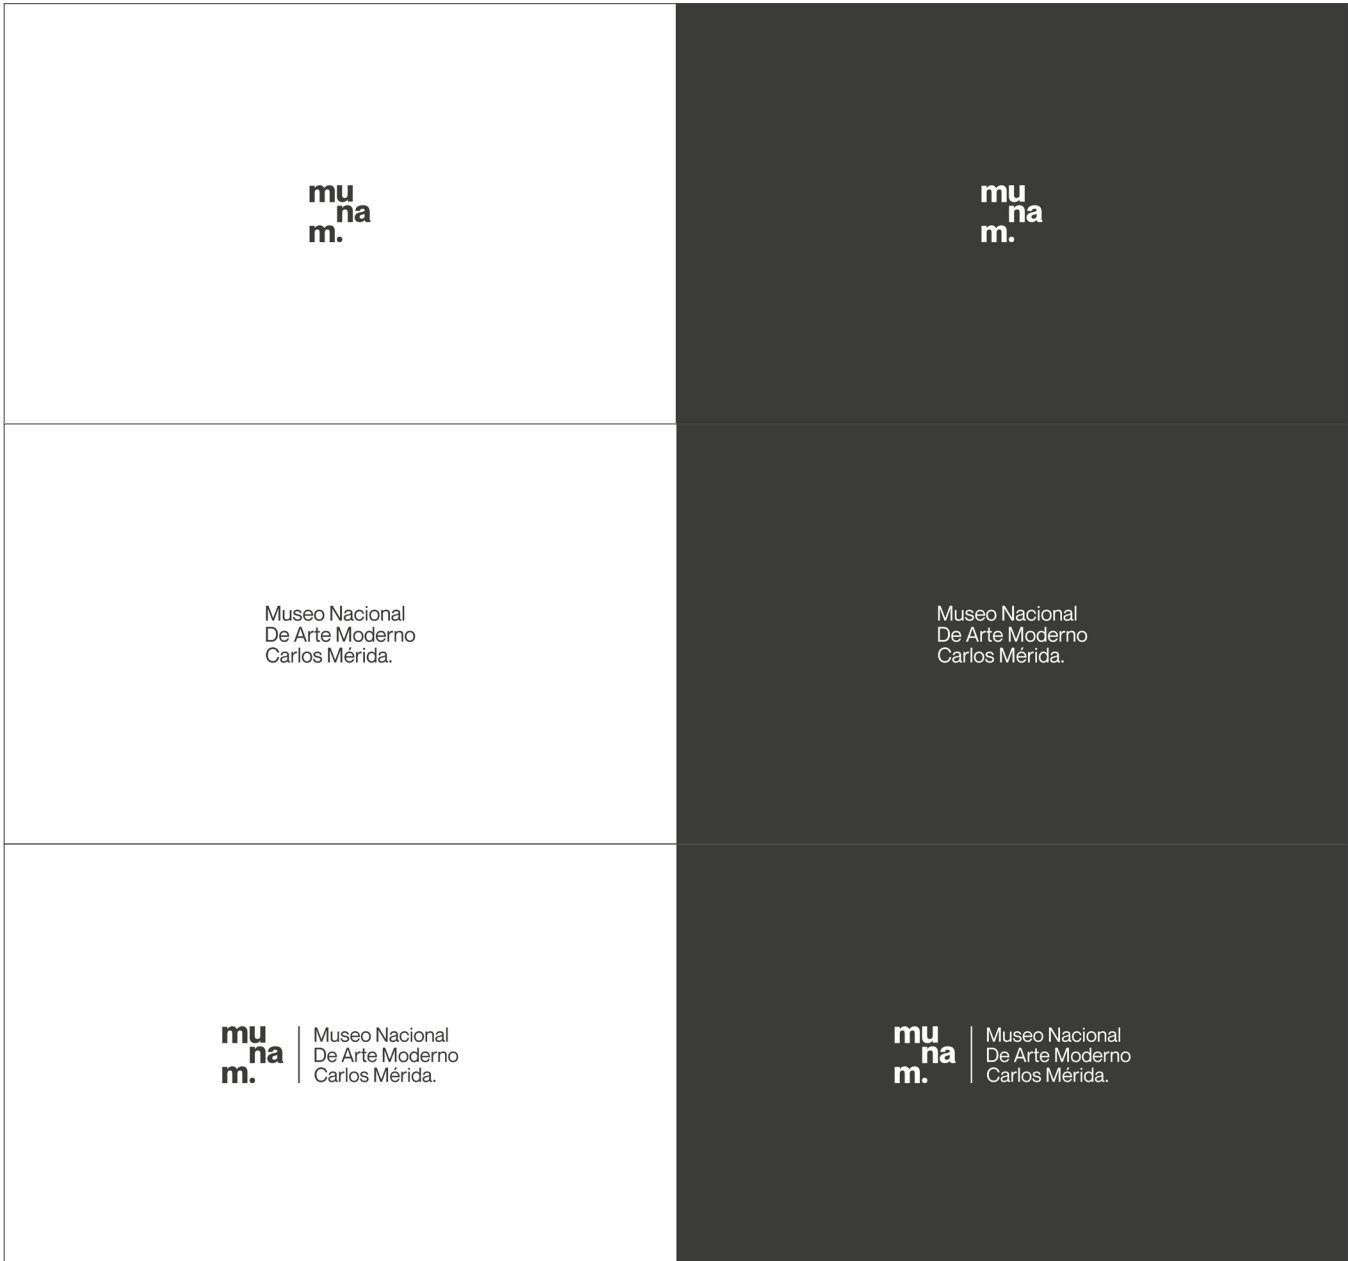 mu
na
m.
mu
na
m.
Museo Nacional
De Arte Moderno
Carlos Mérida.
Museo Nacional
De Arte Moderno
Carlos Mérida.
mu
na
m.
Museo Nacional
De Arte Moderno
Carlos Mérida.
mu
na
m.
Museo Nacional
De Arte Moderno
Carlos Mérida.